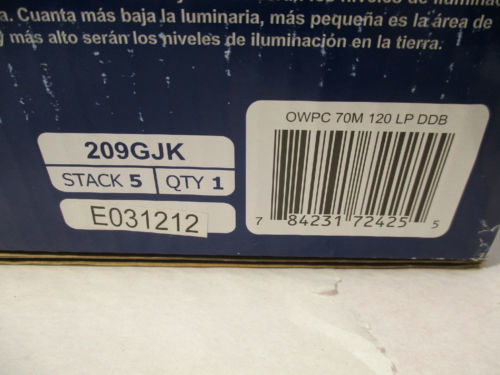 a. Cuanta más baja la luminaria, más pequeña es la área de
) más alto serán los niveles de iluminación en la tierra.
OWPC 70M 120 LP DDB
209GJK
STACK 5 QTY 1
E031212
7 84231 72425 5